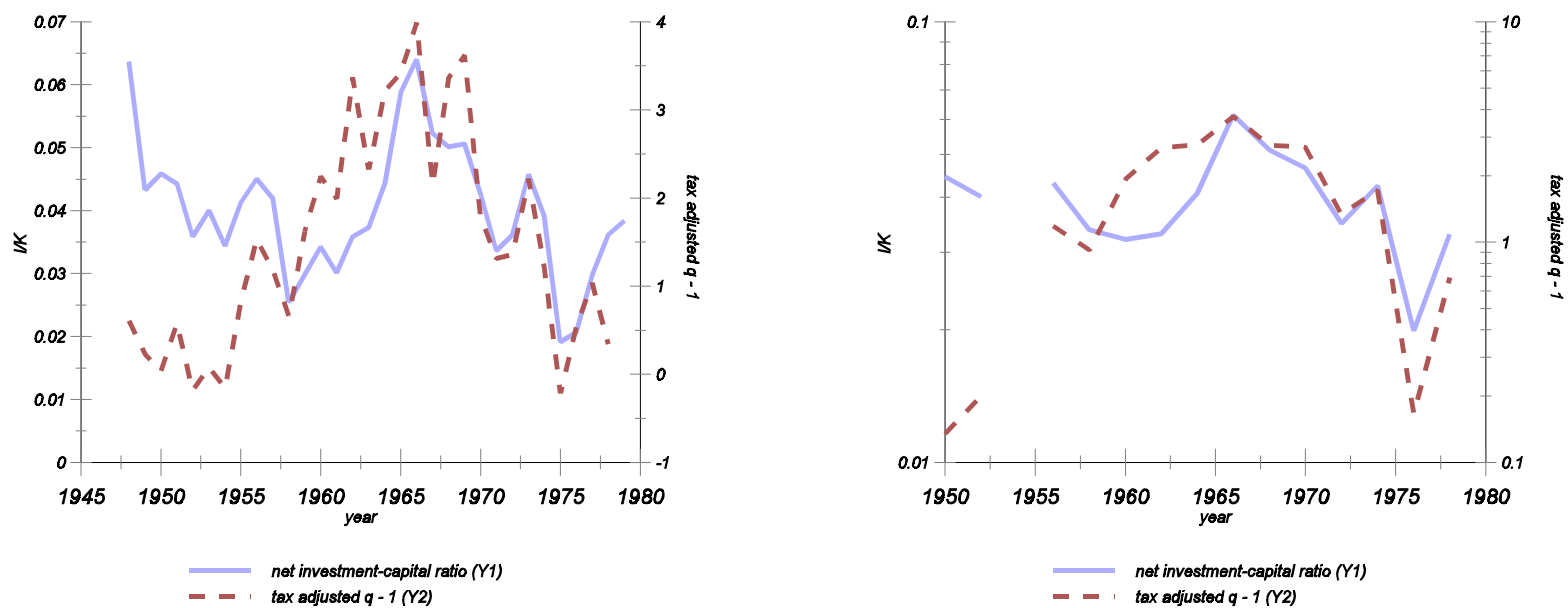 0.07
0.06
0.05
0.04
0.03
0.02
0.01
0
I/K
4
3
2
1
0
-1
tax adjusted q - 1
1945 1950 1955 1960 1965 1970 1975 1980
year
net investment-capital ratio (Y1)
tax adjusted q - 1 (Y2)
0.1
0.01
I/K
10
1
0.1
tax adjusted q - 1
1950 1955 1960 1965 1970 1975 1980
year
net investment-capital ratio (Y1)
tax adjusted q - 1 (Y2)